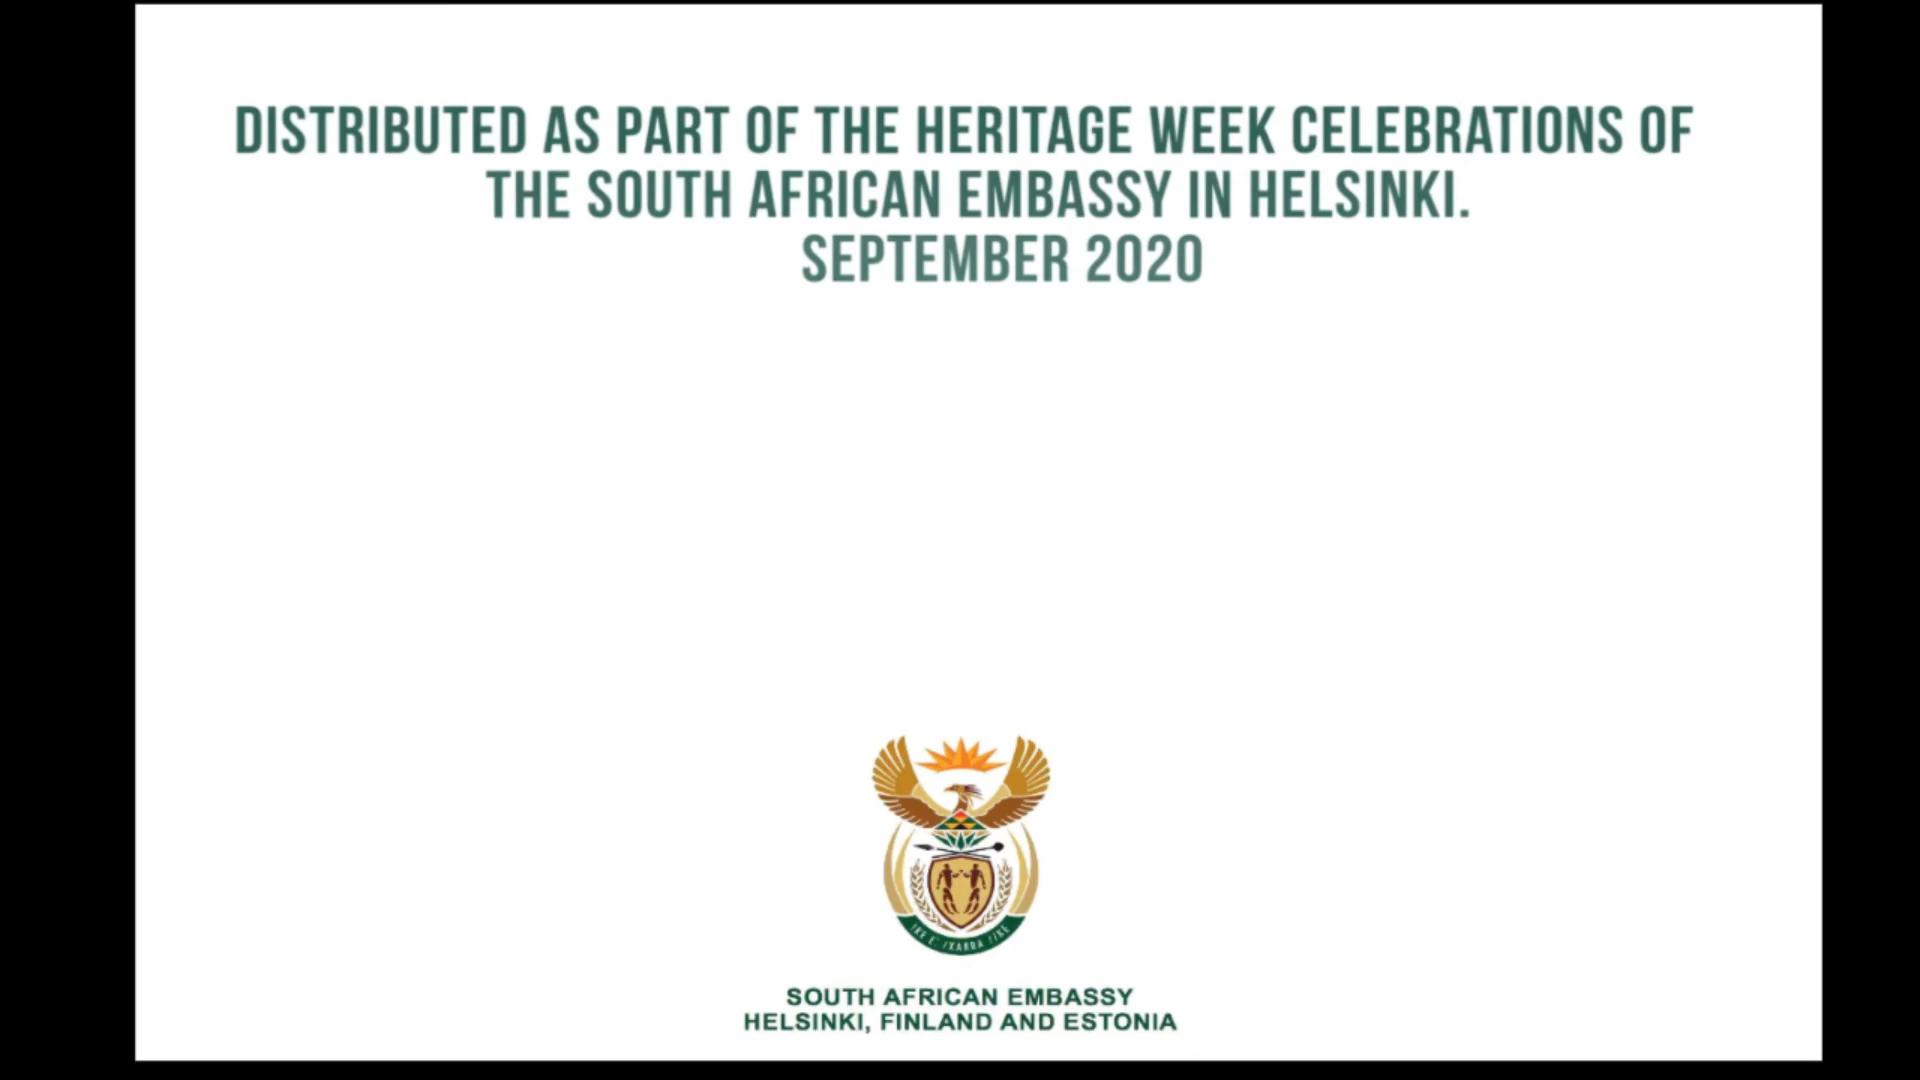 DISTRIBUTED AS PART OF THE HERITAGE WEEK CELEBRATIONS OF
THE SOUTH AFRICAN EMBASSY IN HELSINKI.
SEPTEMBER 2020
SOUTH AFRICAN EMBASSY
HELSINKI, FINLAND AND ESTONIA